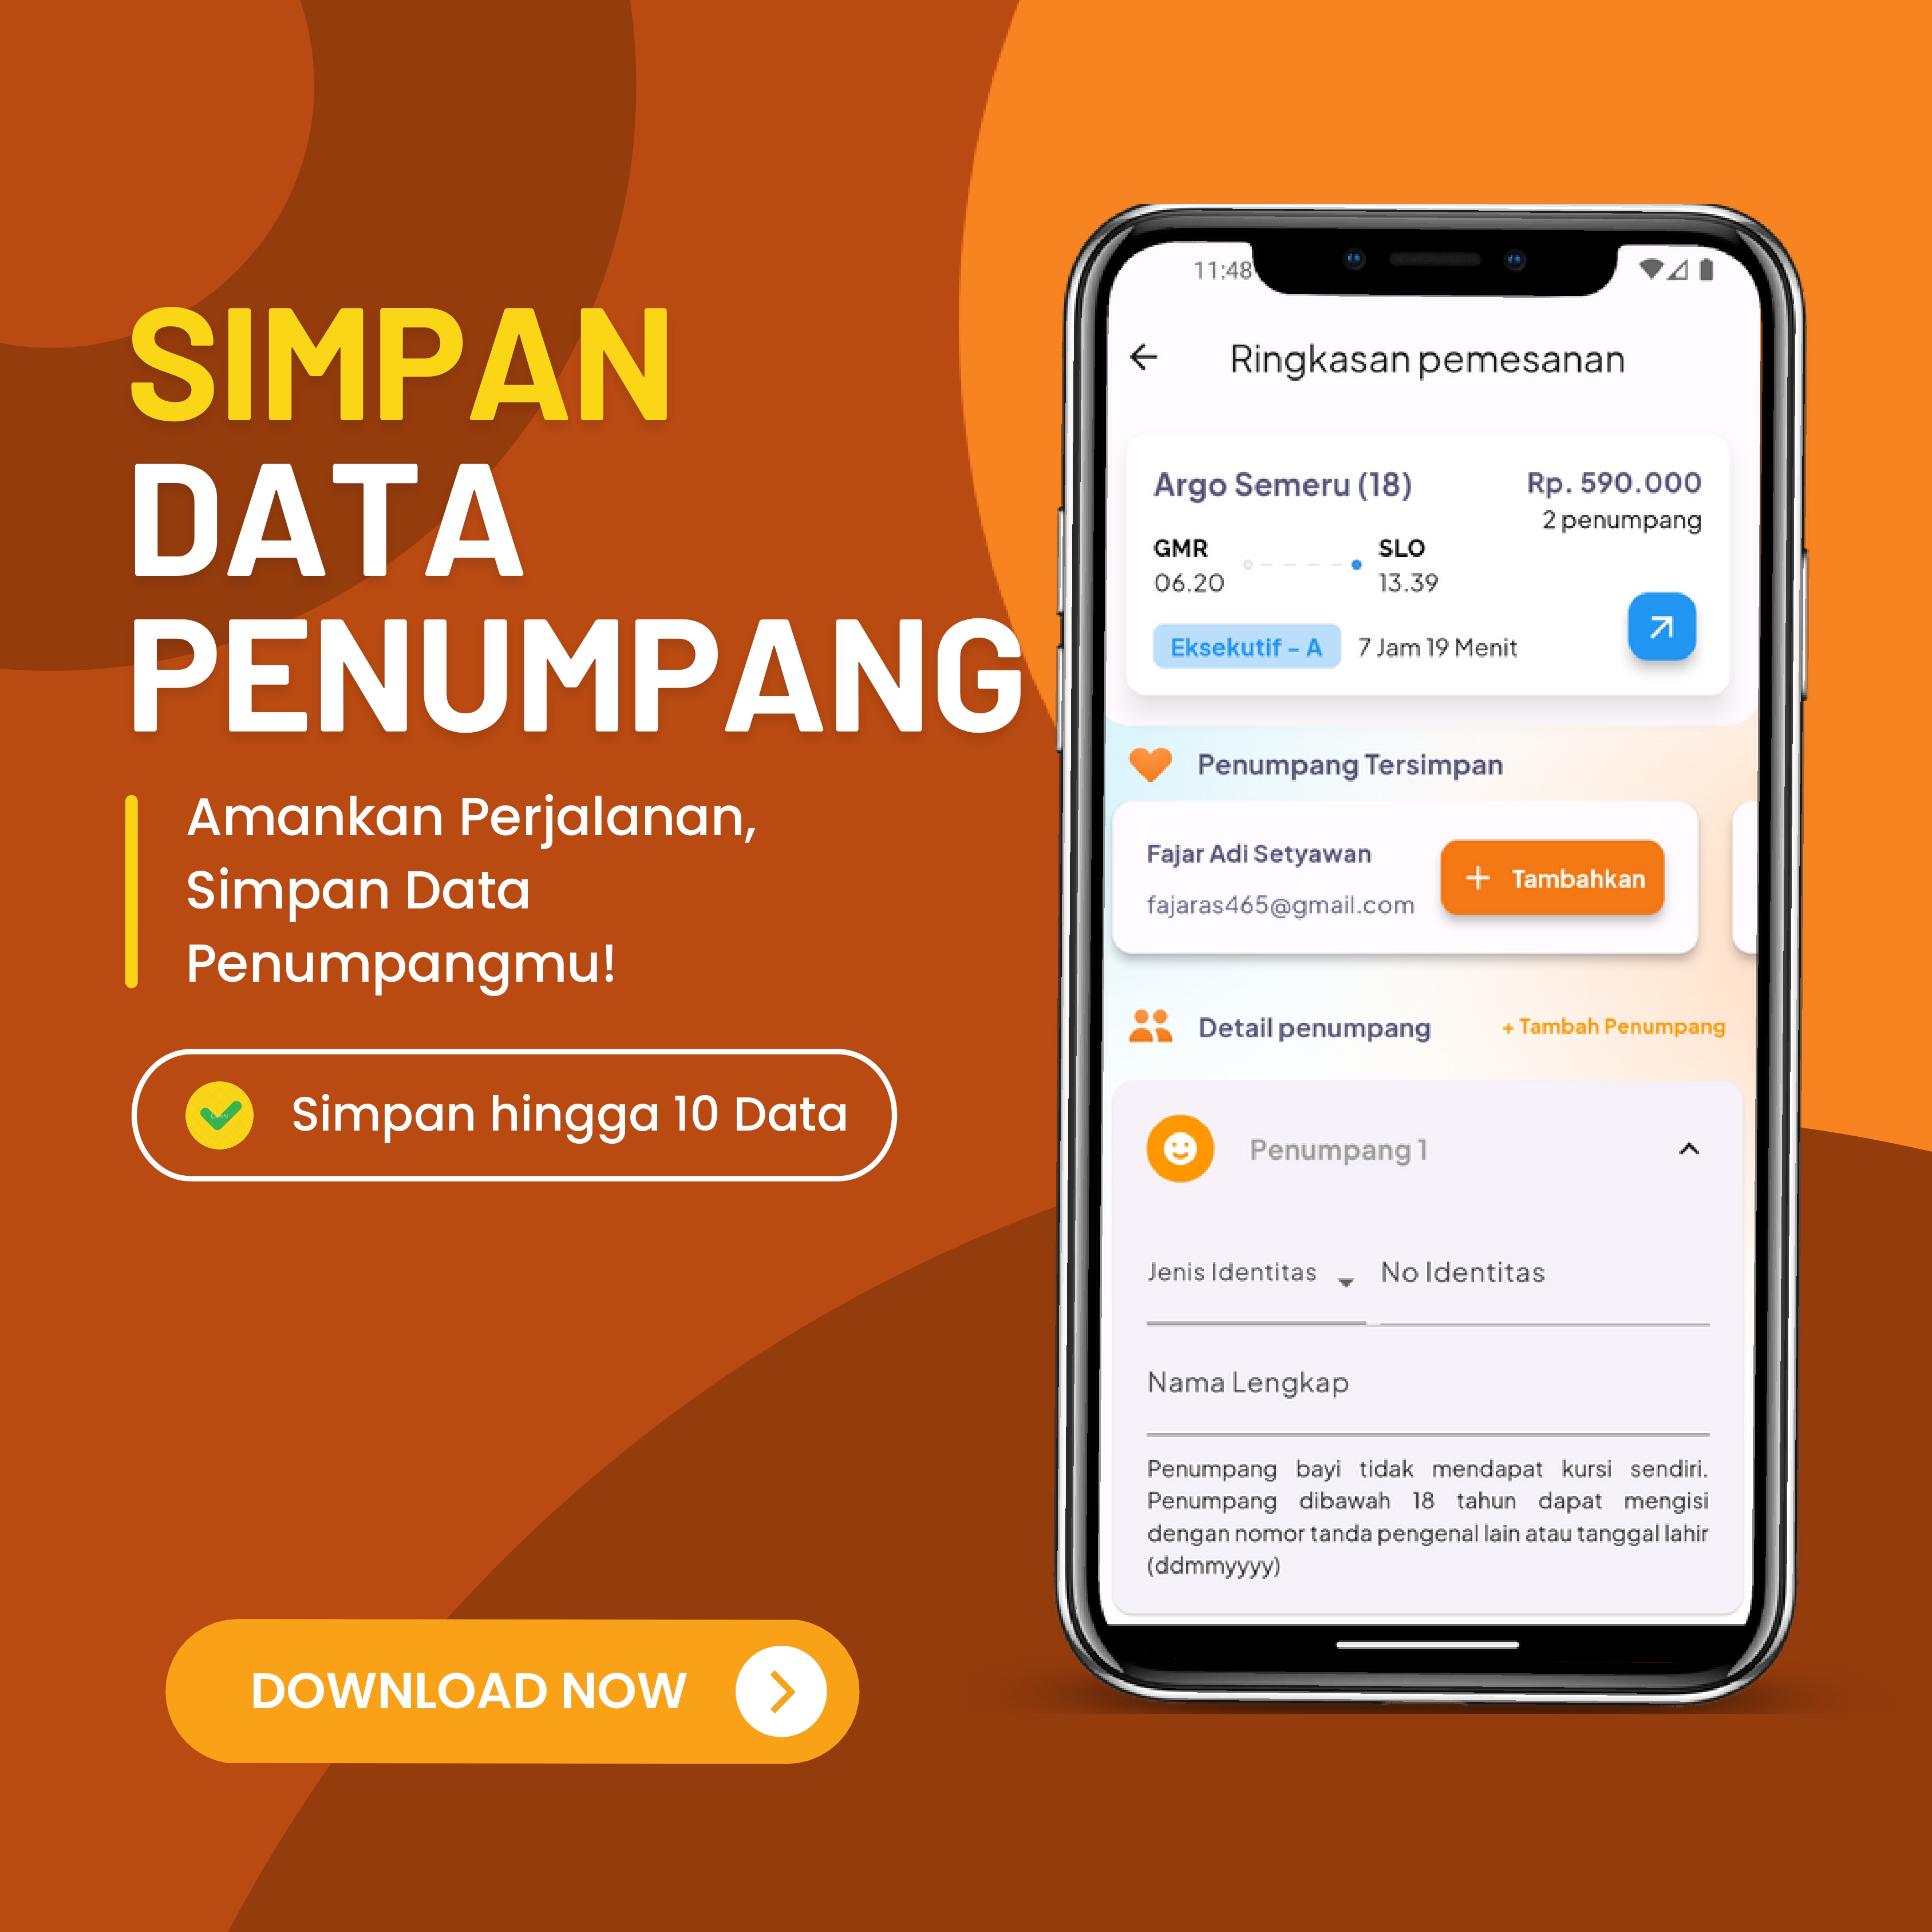 SIMPAN
DATA
PENUMPANG
Amankan Perjalanan,
Simpan Data
Penumpangmu!
Simpan hingga 10 Data
DOWNLOAD NOW
11:48
Ringkasan pemesanan
Argo Semeru (18)
Rp. 590.000
2 penumpang
GMR
SLO
06.20
13.39
Eksekutif - A
7 Jam 19 Menit
Penumpang Tersimpan
Fajar Adi Setyawan
fajaras465@gmail.com
+ Tambahkan
Detail penumpang
+ Tambah Penumpang
Penumpang 1
Jenis Identitas
No Identitas
Nama Lengkap
Penumpang bayi tidak mendapat kursi sendiri.
Penumpang dibawah 18 tahun dapat mengisi
dengan nomor tanda pengenal lain atau tanggal lahir
(ddmmyyyy)